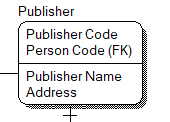 Publisher
Publisher Code
Person Code (FK)
Publisher Name
Address